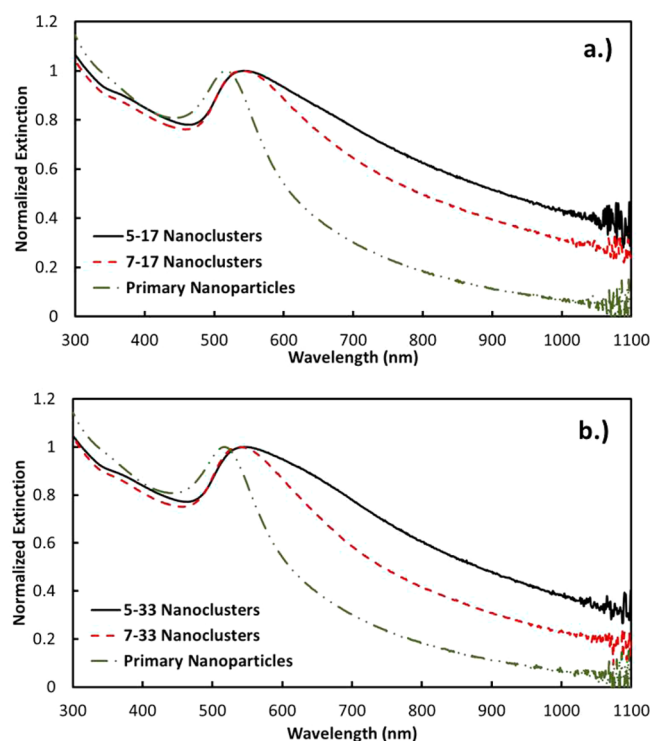 a.)
Normalized Extinction
1.2
1
0.8
0.6
0.4
0.2
0
5-17 Nanoclusters
7-17 Nanoclusters
Primary Nanoparticles
300 400 500 600 700 800 900 1000 1100
Wavelength (nm)
b.)
Normalized Extinction
1.2
1
0.8
0.6
0.4
0.2
0
5-33 Nanoclusters
7-33 Nanoclusters
Primary Nanoparticles
300 400 500 600 700 800 900 1000 1100
Wavelength (nm)